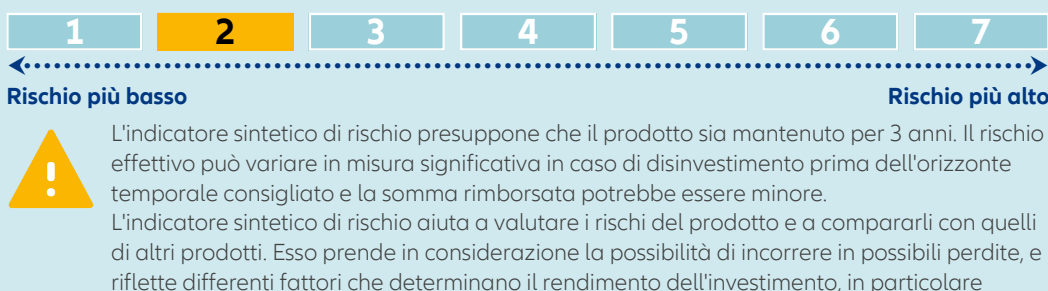 1 2 3 4 5 6 7
Rischio più basso Rischio più alto
L'indicatore sintetico di rischio presuppone che il prodotto sia mantenuto per 3 anni. Il rischio
effettivo può variare in misura significativa in caso di disinvestimento prima dell'orizzonte
temporale consigliato e la somma rimborsata potrebbe essere minore.
L'indicatore sintetico di rischio aiuta a valutare i rischi del prodotto e a compararli con quelli
di altri prodotti. Esso prende in considerazione la possibilità di incorrere in possibili perdite, e
riflette differenti fattori che determinano il rendimento dell'investimento, in particolare